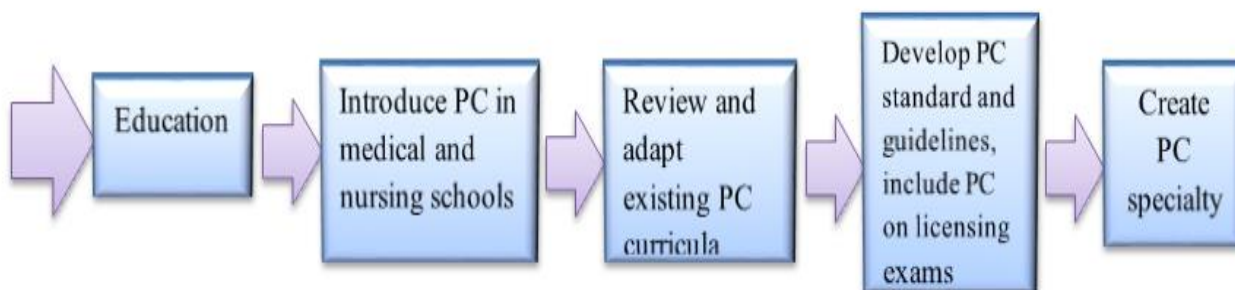 Education
Introduce PC in
medical and
nursing schools
Review and
adapt
existing PC
curricula
Develop PC
standard and
guidelines,
include PC
on licensing
exams
Create
PC
specialty